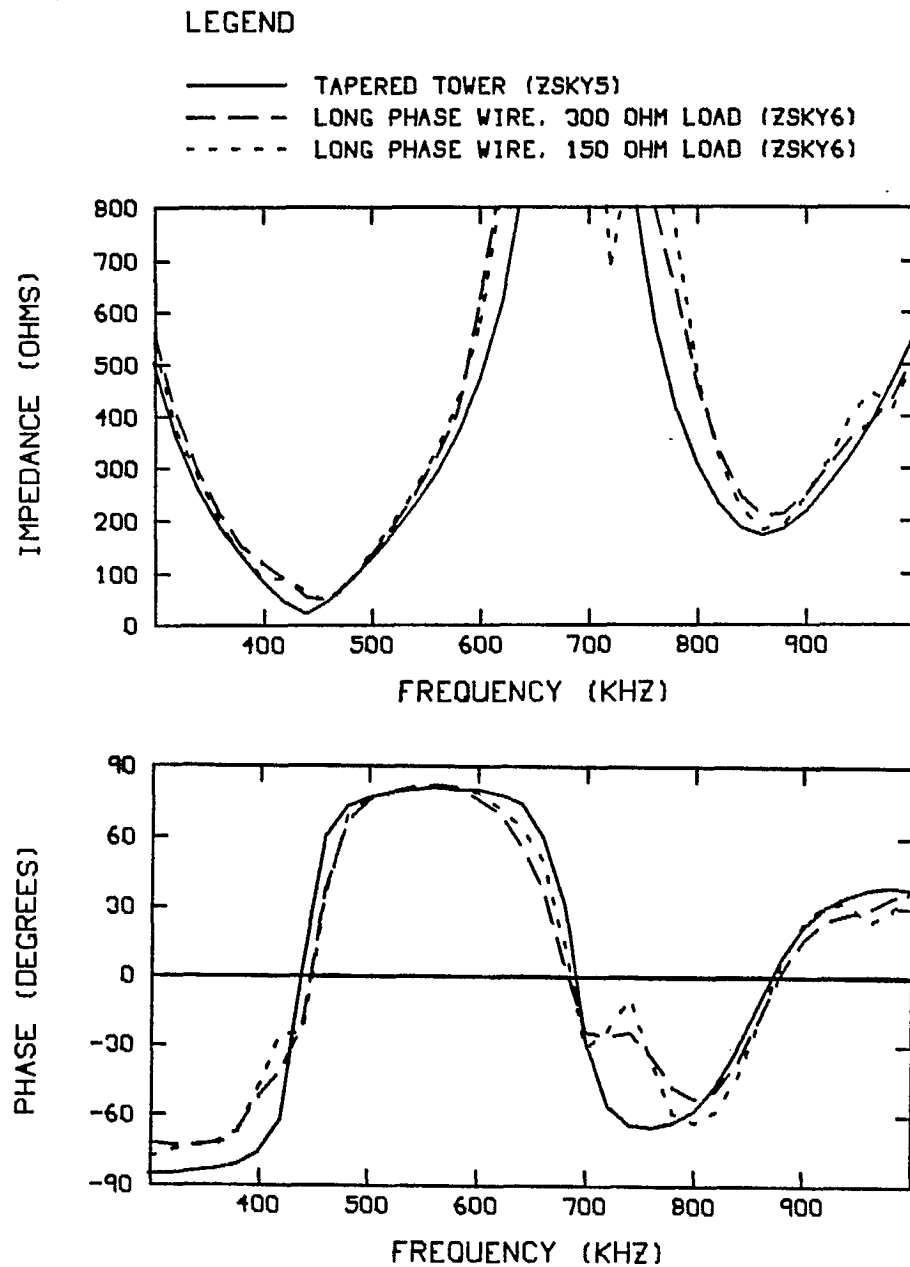 LEGEND
TAPERED TOWER (ZSKY5)
LONG PHASE WIRE, 300 OHM LOAD (ZSKY6)
LONG PHASE WIRE, 150 OHM LOAD (ZSKY6)
800
700
600
500
400
300
200
100
0
IMPEDANCE (OHMS)
400 500 600 700 800 900
FREQUENCY (KHZ)
90
60
30
0
-30
-60
-90
PHASE (DEGREES)
400 500 600 700 800 900
FREQUENCY (KHZ)